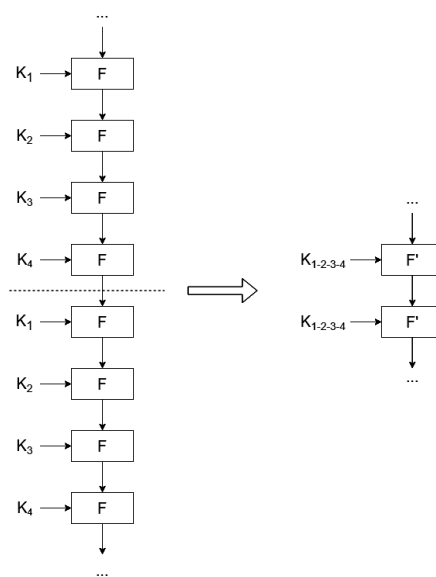 ...
K1 F
K2 F
K3 F
K4 F
K1 F
K2 F
K3 F
K4 F
...
...
K1-2-3-4 F'
K1-2-3-4 F'
...